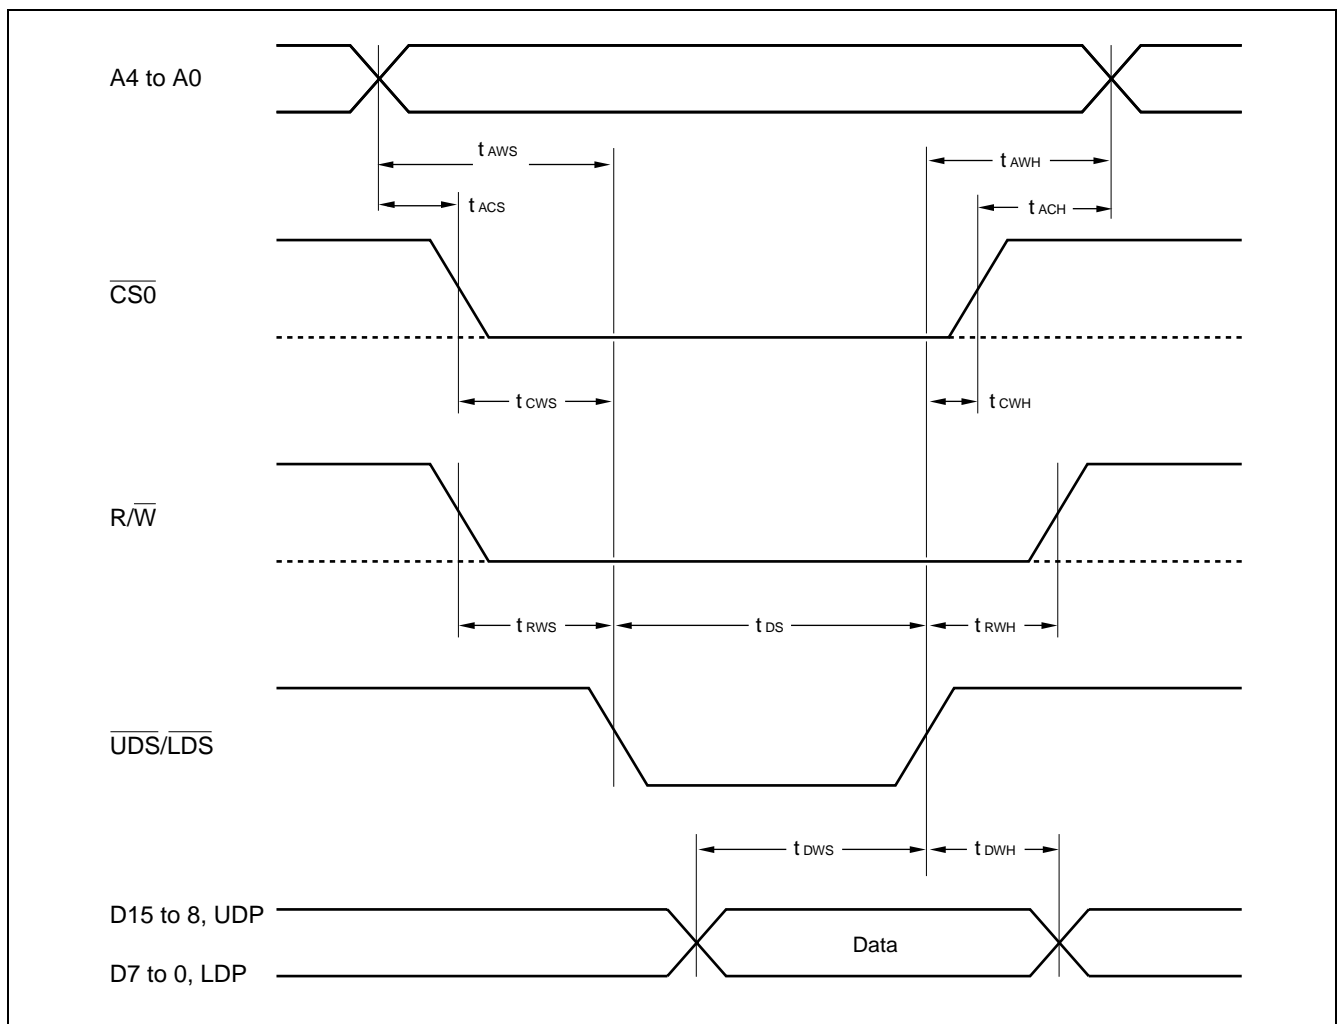 A4 to A0
t AWS
t AWH
t ACS
t ACH
CS0
t CWS
t CWH
R/W
t RWS
t DS
t RWH
UDS/LDS
t DWS
t DWH
D15 to 8, UDP
Data
D7 to 0, LDP